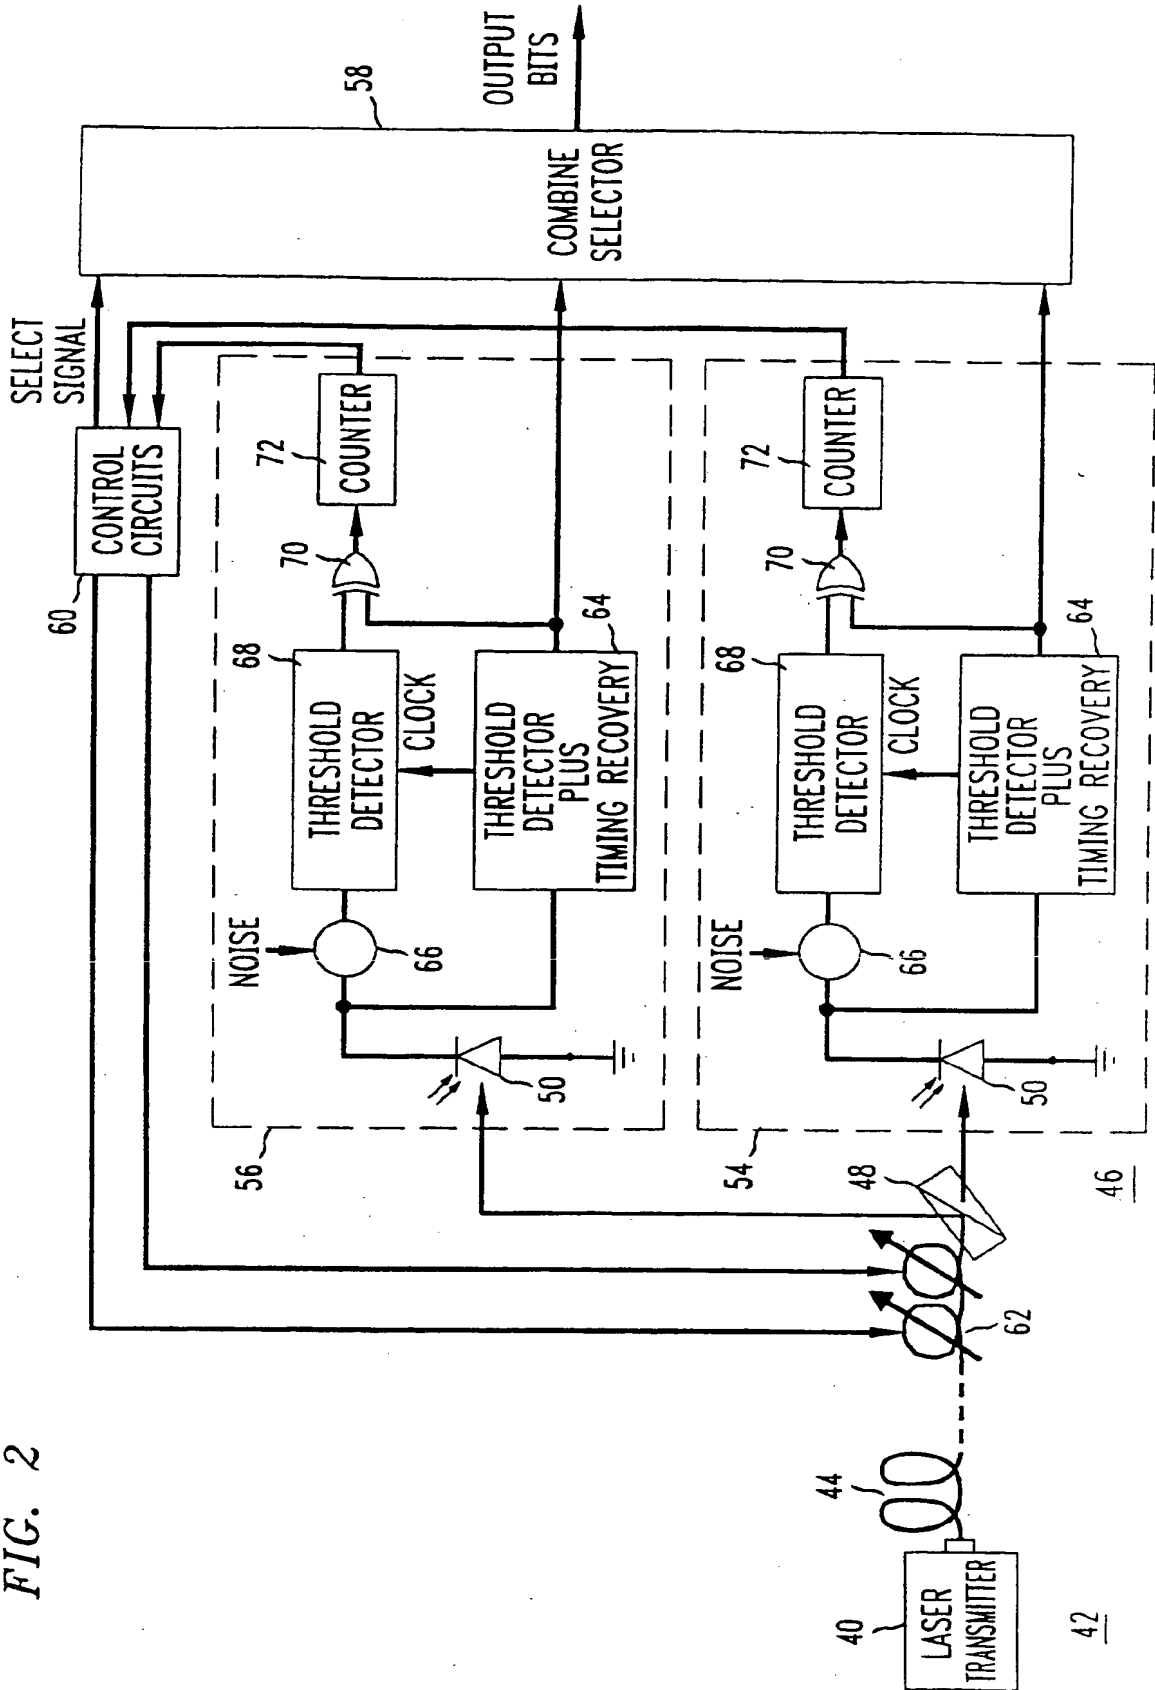 FIG. 2
SELECT
SIGNAL
58
OUTPUT
BITS
60
CONTROL
CIRCUITS
COMBINE
SELECTOR
56
NOISE
66
68
THRESHOLD
DETECTOR
CLOCK
70
72
COUNTER
50
THRESHOLD
DETECTOR
PLUS
TIMING RECOVERY
64
54
NOISE
66
68
THRESHOLD
DETECTOR
CLOCK
70
72
COUNTER
50
THRESHOLD
DETECTOR
PLUS
TIMING RECOVERY
64
48
46
62
44
40
LASER
TRANSMITTER
42